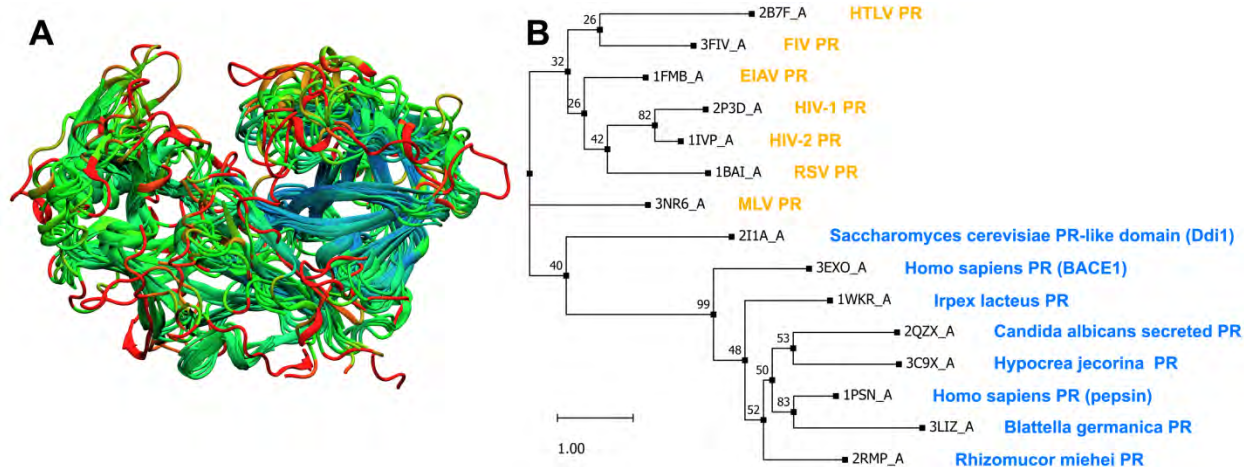 A
B
26 2B7F_A HTLV PR
3FIV_A FIV PR
32
1FMB_A EIAV PR
26
2P3D_A HIV-1 PR
82
1IVP_A HIV-2 PR
42
1BAI_A RSV PR
3NR6_A MLV PR
2I1A_A Saccharomyces cerevisiae PR-like domain (Ddi1)
40
3EXO_A Homo sapiens PR (BACE1)
99
1WKR_A Irpex lacteus PR
2QZX_A Candida albicans secreted PR
53
48
3C9X_A Hypocrea jecorina PR
50
1PSN_A Homo sapiens PR (pepsin)
83
52
3LIZ_A Blattella germanica PR
1.00
2RMP_A Rhizomucor miehei PR